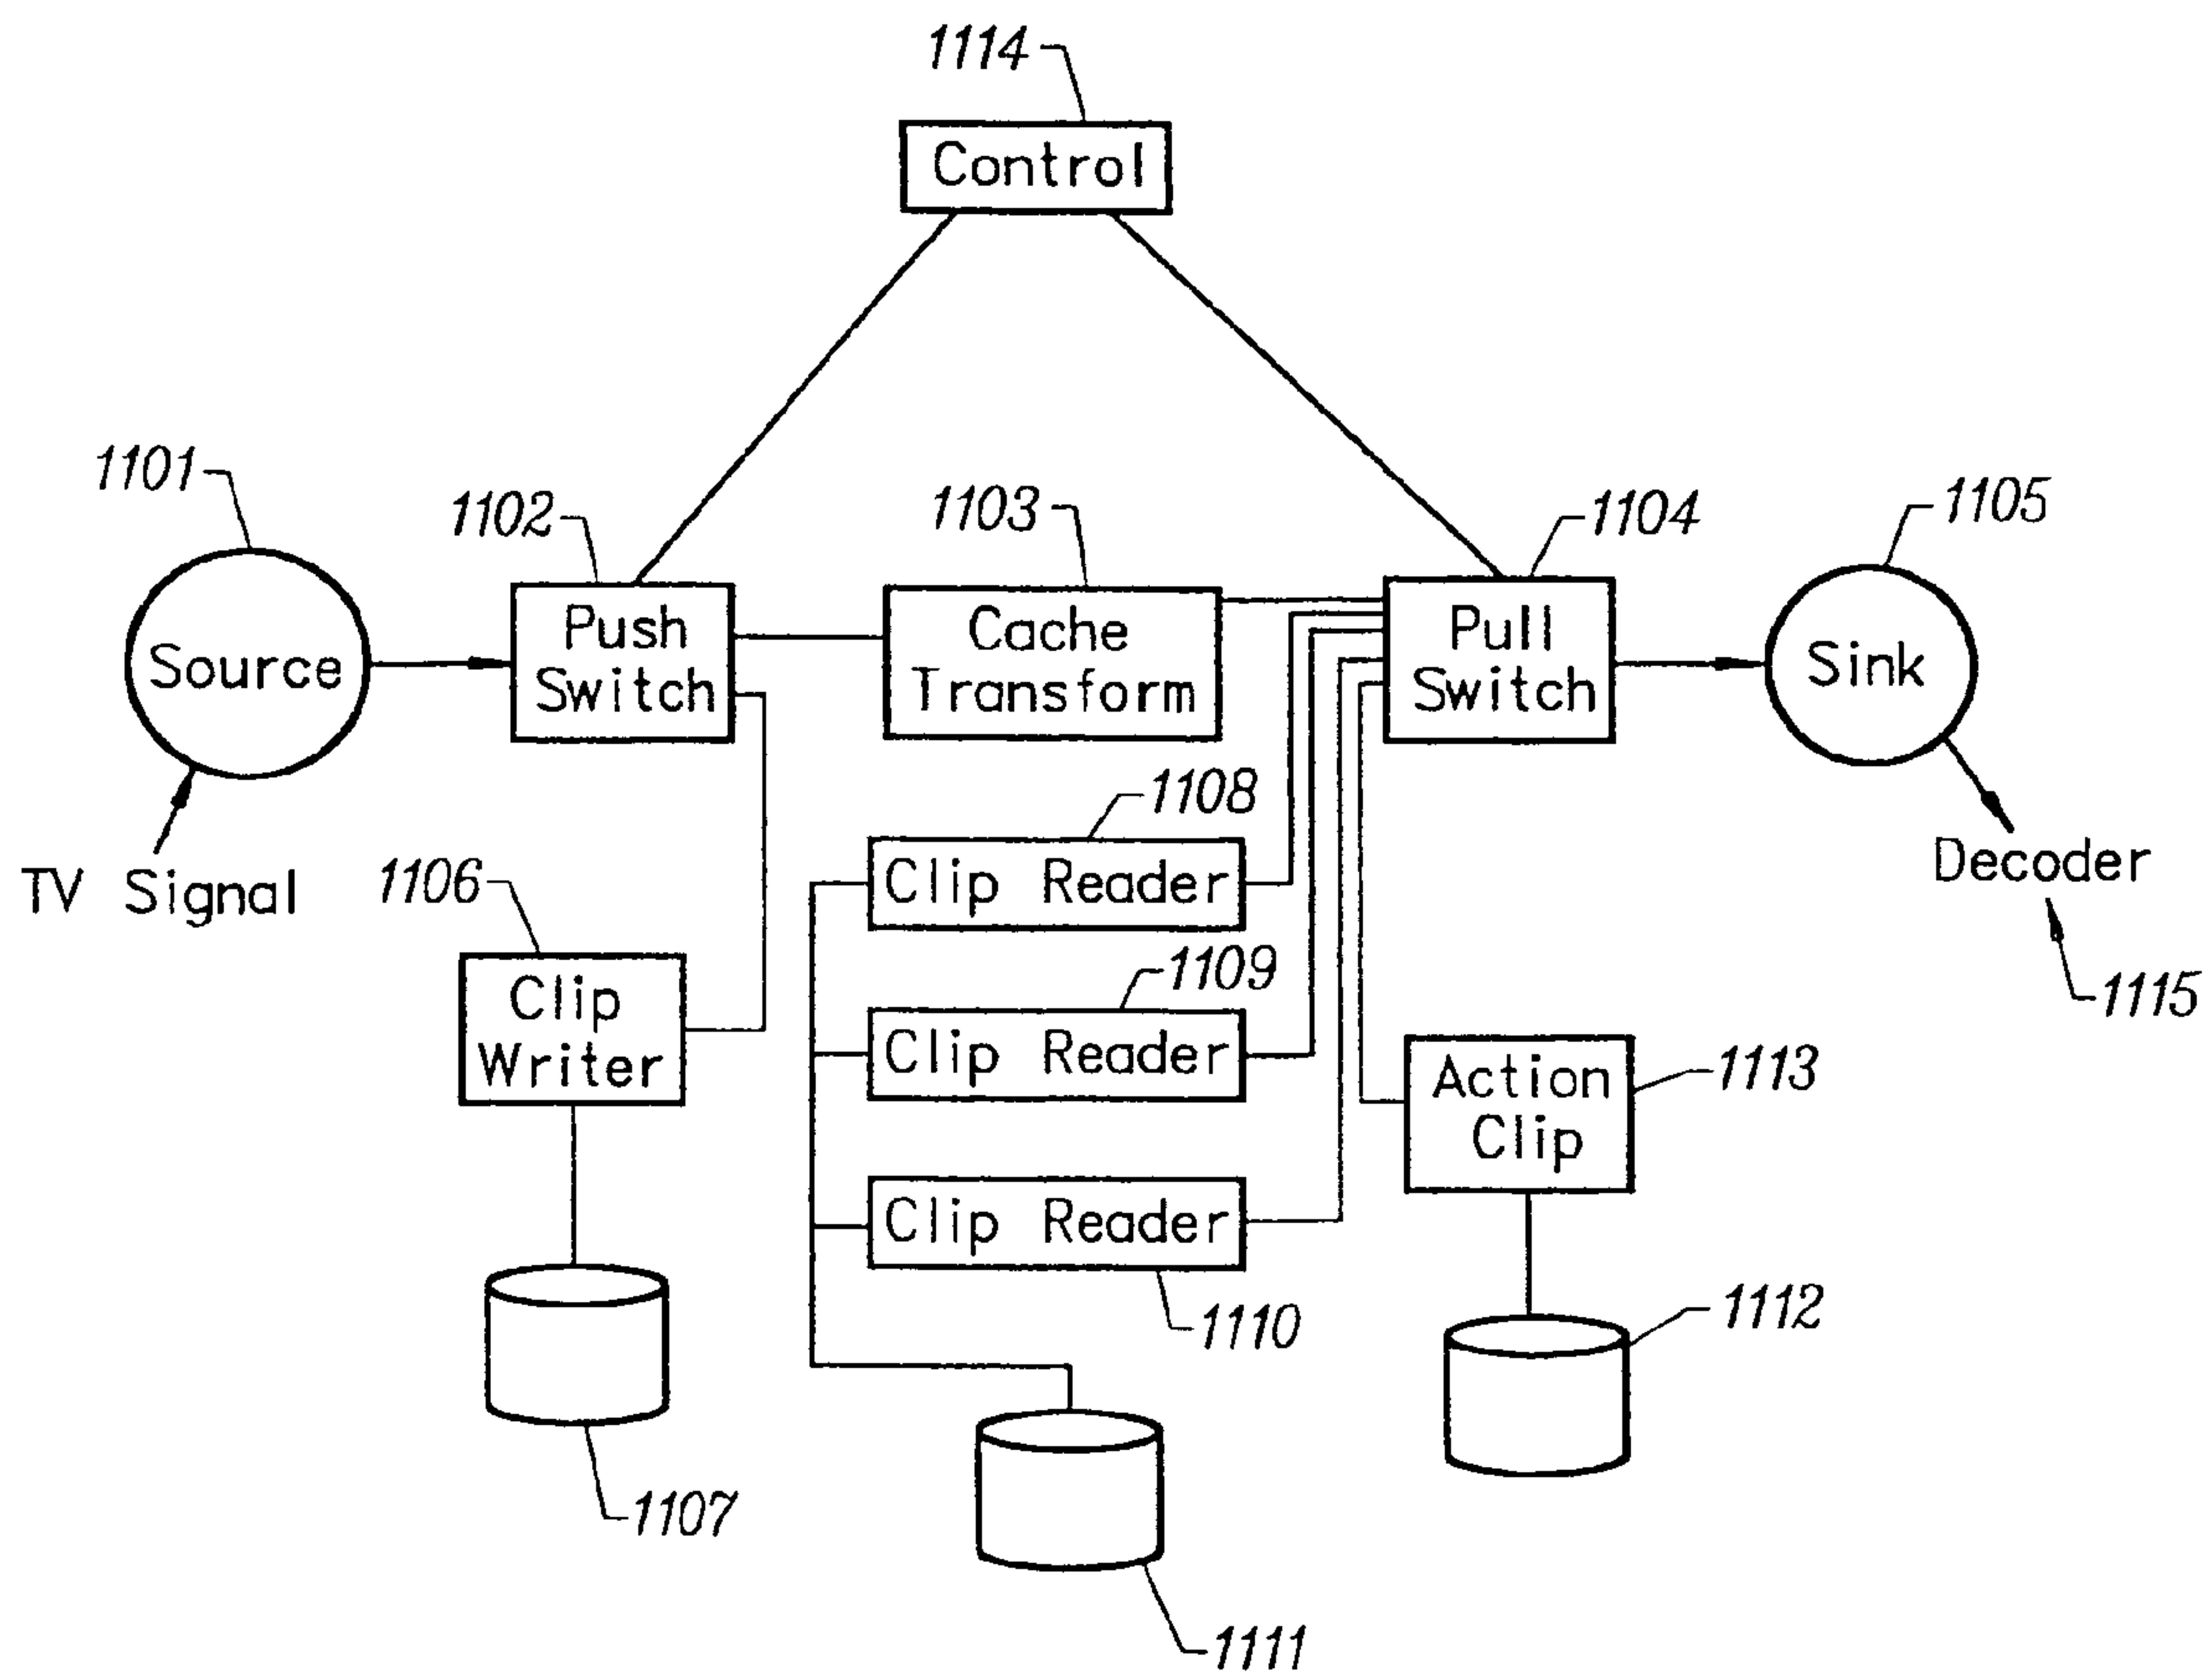 1114
Control
1101
1102
1103
1104
1105
Source
Push
Switch
Cache
Transform
Pull
Switch
Sink
TV Signal
1106
Clip
Writer
1107
1108
Clip Reader
1109
Clip Reader
Clip Reader
1110
1111
Decoder
1115
Action
Clip
1113
1112